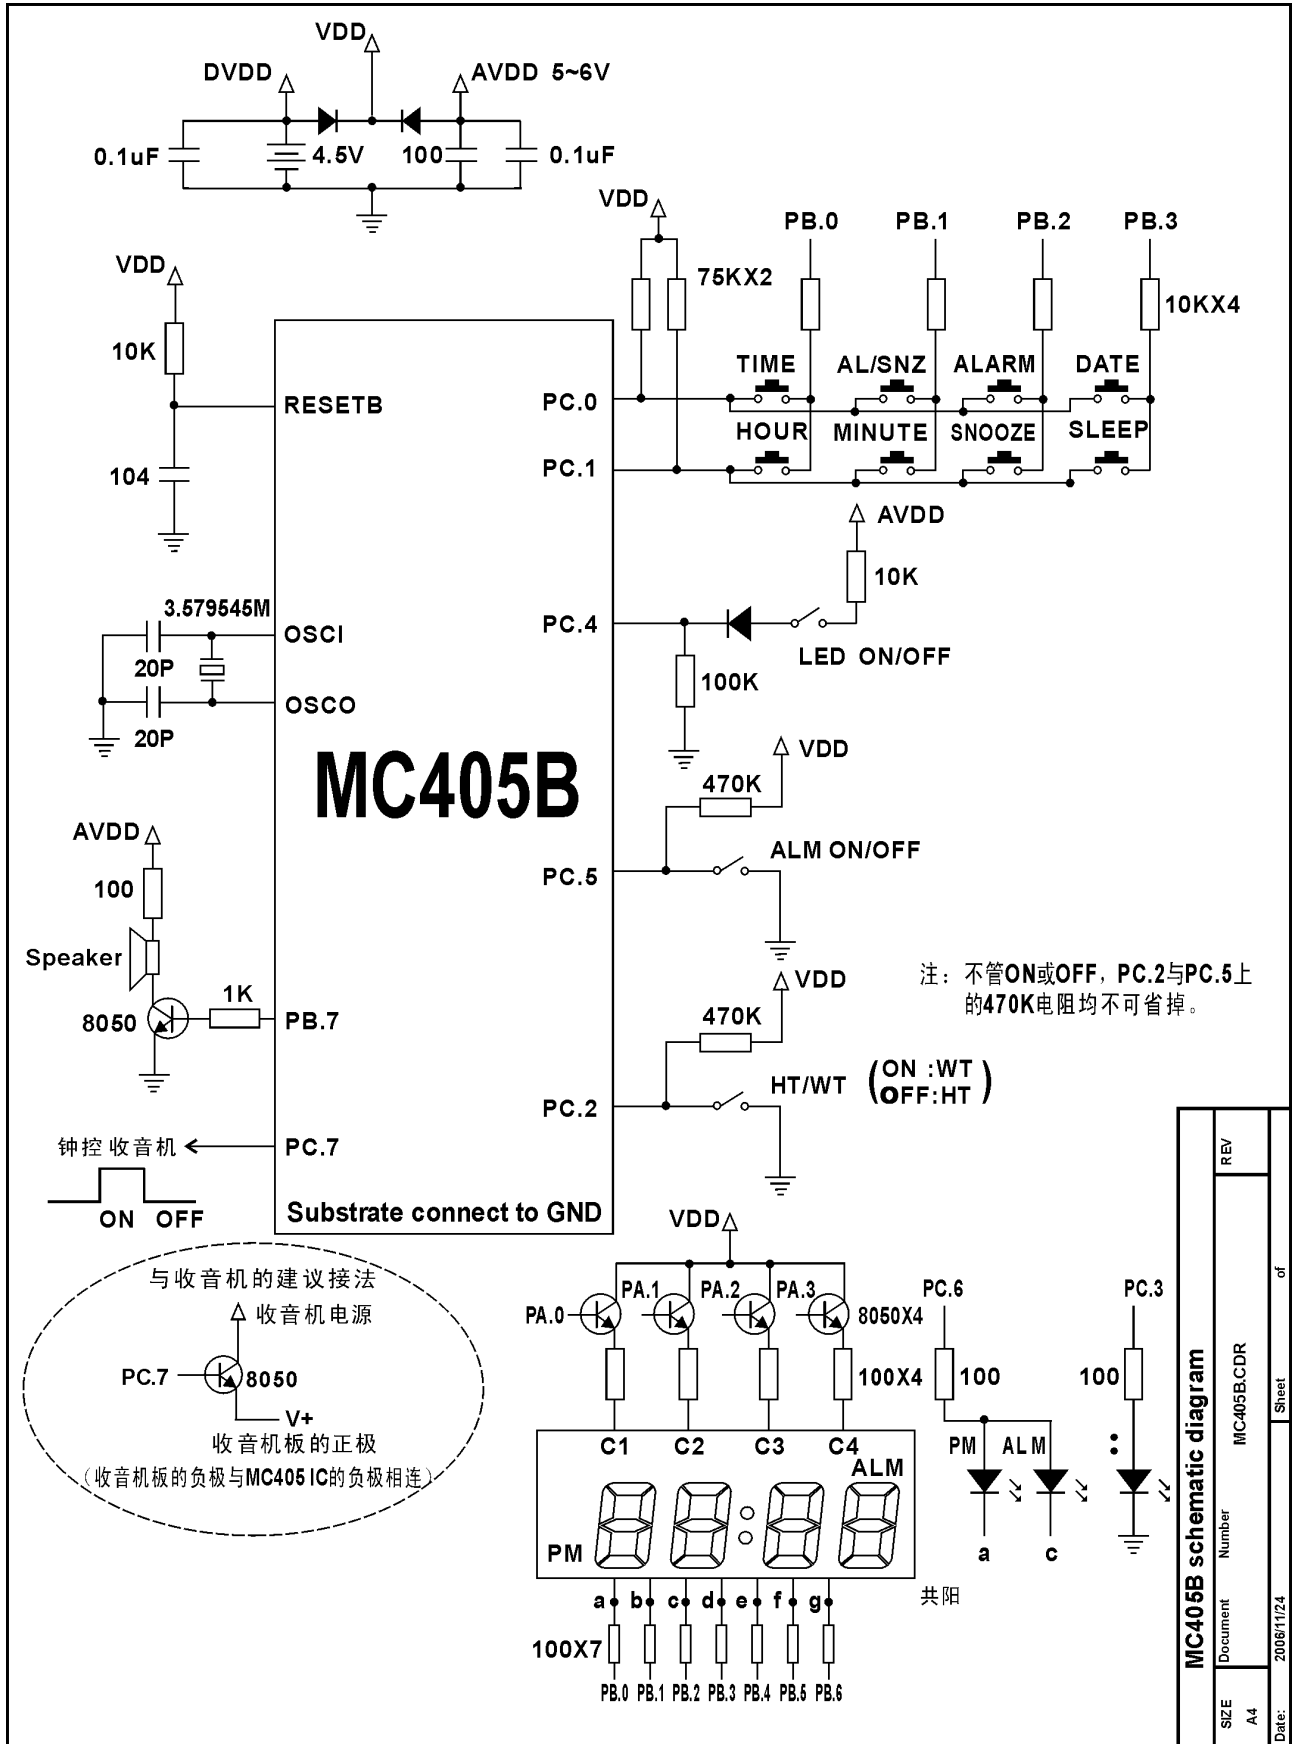 VDD
DVDD
AVDD 5~6V
0.1uF
4.5V
100
0.1uF
VDD
PB.0
PB.1
PB.2
PB.3
VDD
75KX2
10KX4
10K
TIME
AL/SNZ
ALARM
DATE
RESETB
PC.0
HOUR
MINUTE
SNOOZE
SLEEP
104
PC.1
AVDD
10K
3.579545M
OSCI
PC.4
20P
LED ON/OFF
100K
OSCO
20P
VDD
MC405B
470K
AVDD
ALM ON/OFF
100
PC.5
Speaker
注：不管ON或OFF，PC.2与PC.5上
的470K电阻均不可省掉。
VDD
1K
470K
8050
PB.7
HT/WT
(ON :WT
OFF:HT)
PC.2
钟控 收音机
PC.7
ON OFF
Substrate connect to GND
VDD
与收音机的建议接法
收音机电源
PC.7
8050
V+
收音机板的正极
（收音机板的负极与MC405 IC的负极相连）
PA.0
PA.1
PA.2
PA.3
8050X4
PC.6
PC.3
100X4
100
100
C1
C2
C3
C4
PM
ALM
:
ALM
PM
a
c
共阳
a
b
c
d
e
f
g
100X7
PB.0
PB.1
PB.2
PB.3
PB.4
PB.5
PB.6
MC405B schematic diagram
SIZE
A4
Document Number
MC405B.CDR
REV
Date:
2006/11/24
Sheet
of